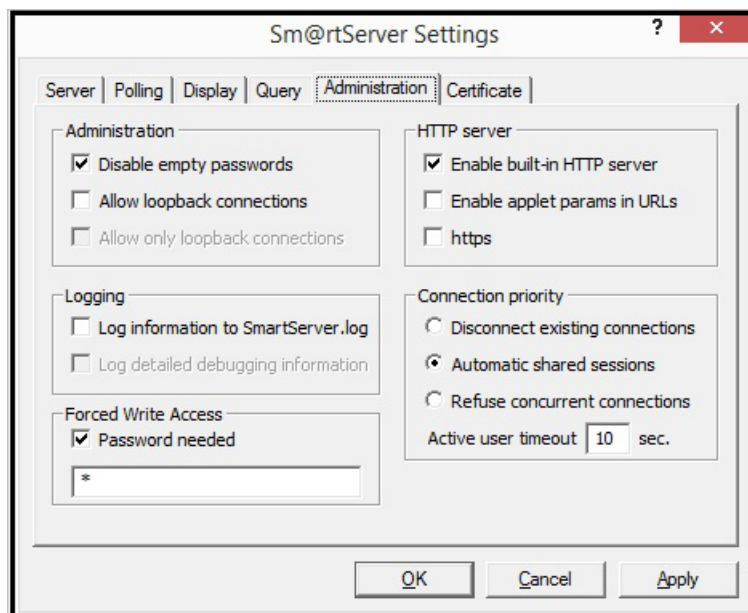 Sm@rtServer Settings
?
Server Polling Display Query Administration Certificate
Administration
Disable empty passwords
Allow loopback connections
Allow only loopback connections
HTTP server
Enable built-in HTTP server
Enable applet params in URLs
https
Logging
Log information to SmartServer.log
Log detailed debugging information
Connection priority
Disconnect existing connections
Automatic shared sessions
Refuse concurrent connections
Active user timeout 10 sec.
Forced Write Access
Password needed
*
OK Cancel Apply